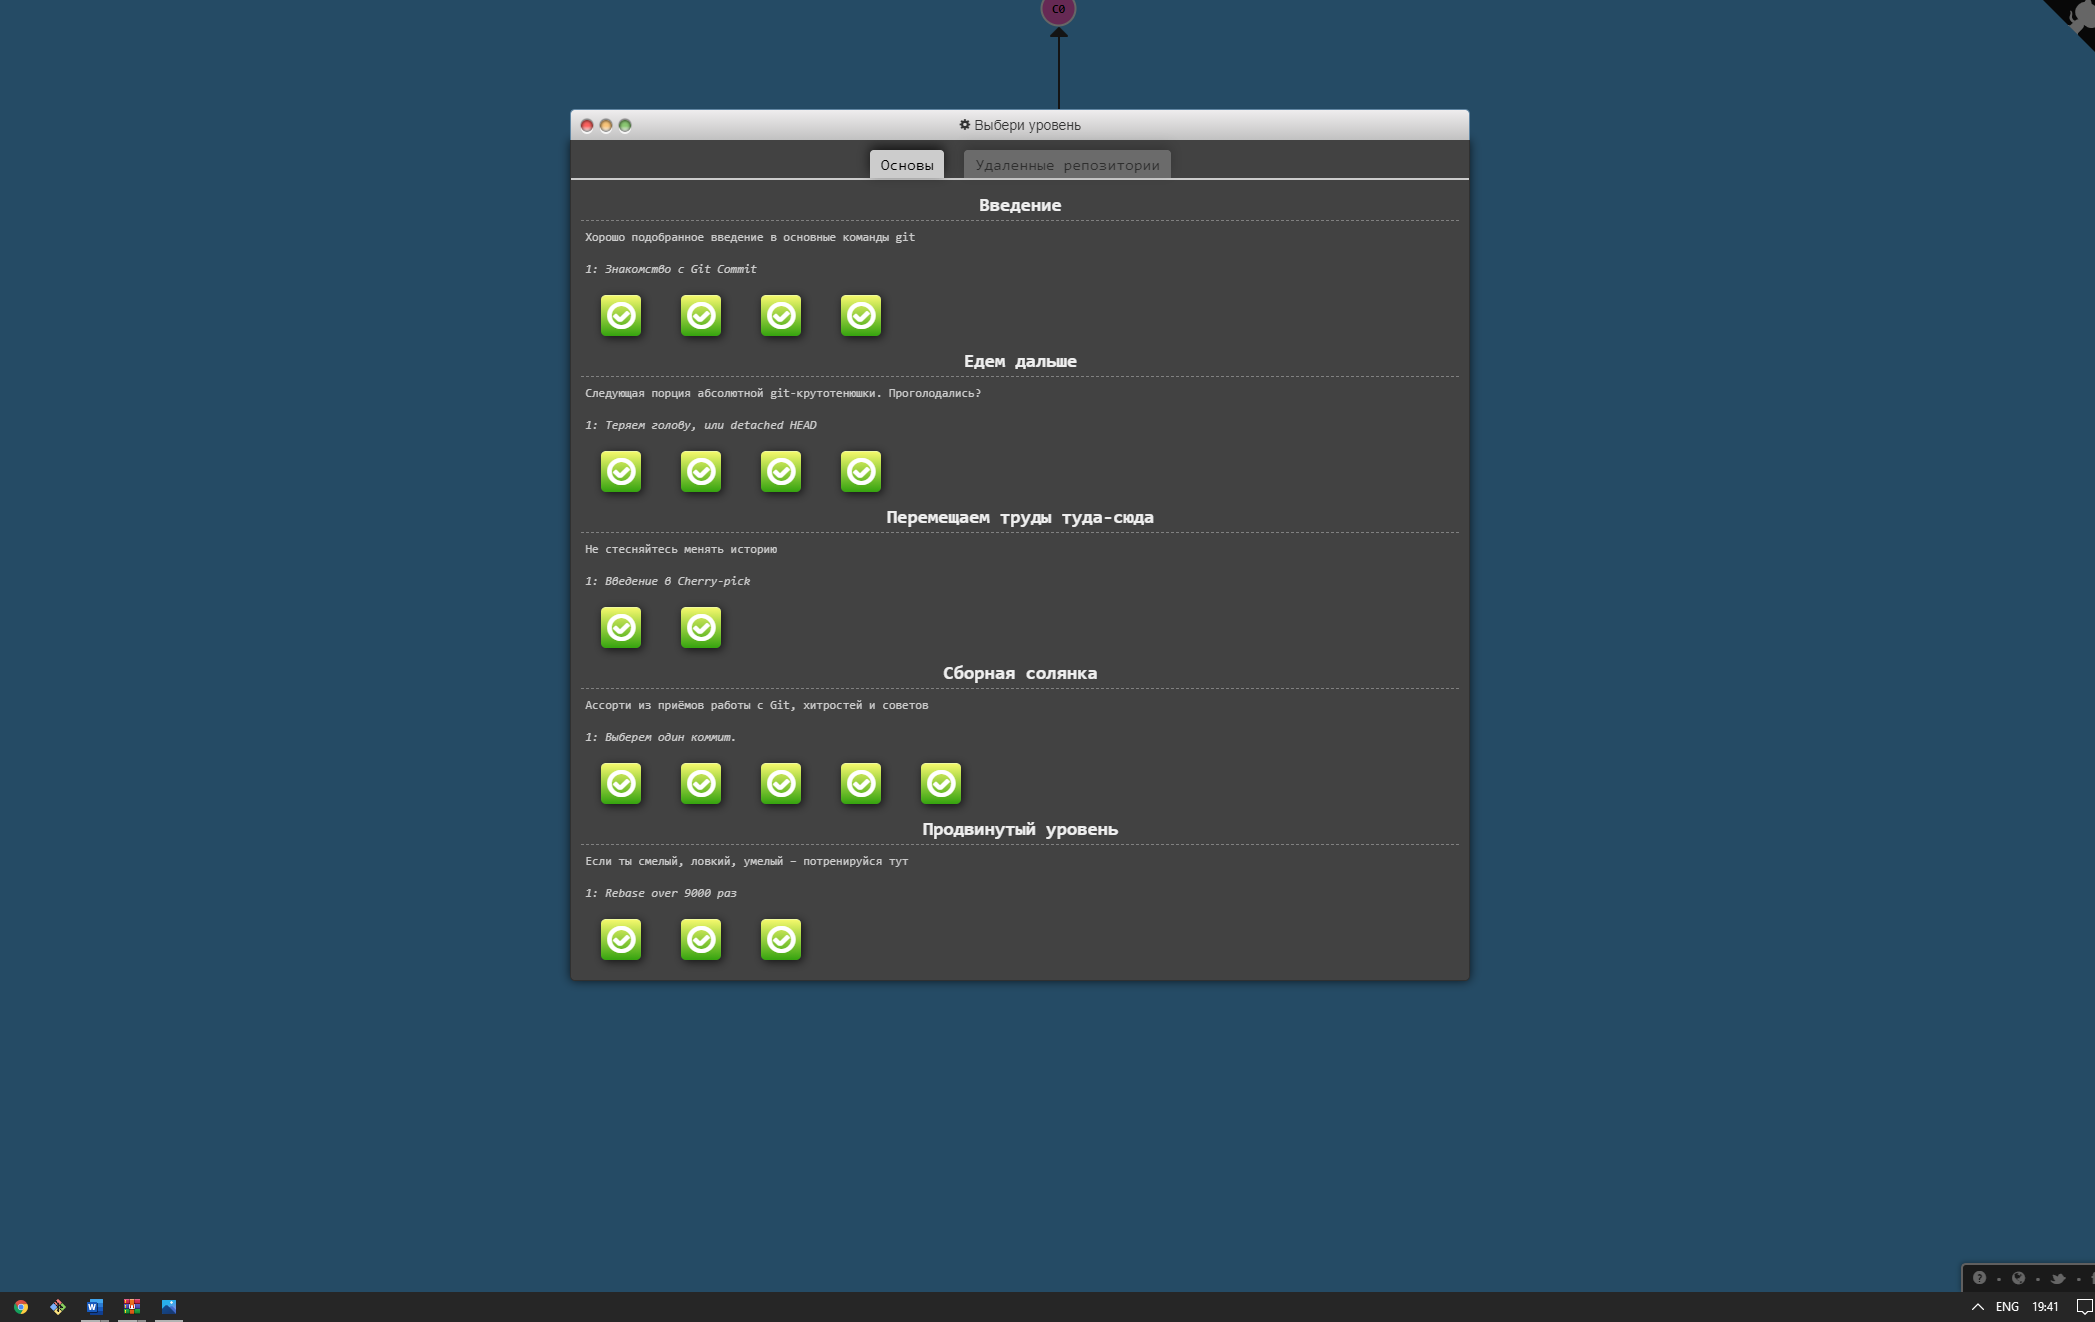 C0
Выбери уровень
Основы
Удаленные репозитории
Введение
Хорошо подобранное введение в основные команды git
1: Знакомство с Git Commit
Едем дальше
Следующая порция абсолютной git-крутотенюшки. Проголодались?
1: Теряем голову, или detached HEAD
Перемещаем труды туда-сюда
Не стесняйтесь менять историю
1: Введение в Cherry-pick
Сборная солянка
Ассорти из приёмов работы с Git, хитростей и советов
1: Выберем один коммит.
Продвинутый уровень
Если ты смелый, ловкий, умелый – потренируйся тут
1: Rebase over 9000 раз
ENG
19:41